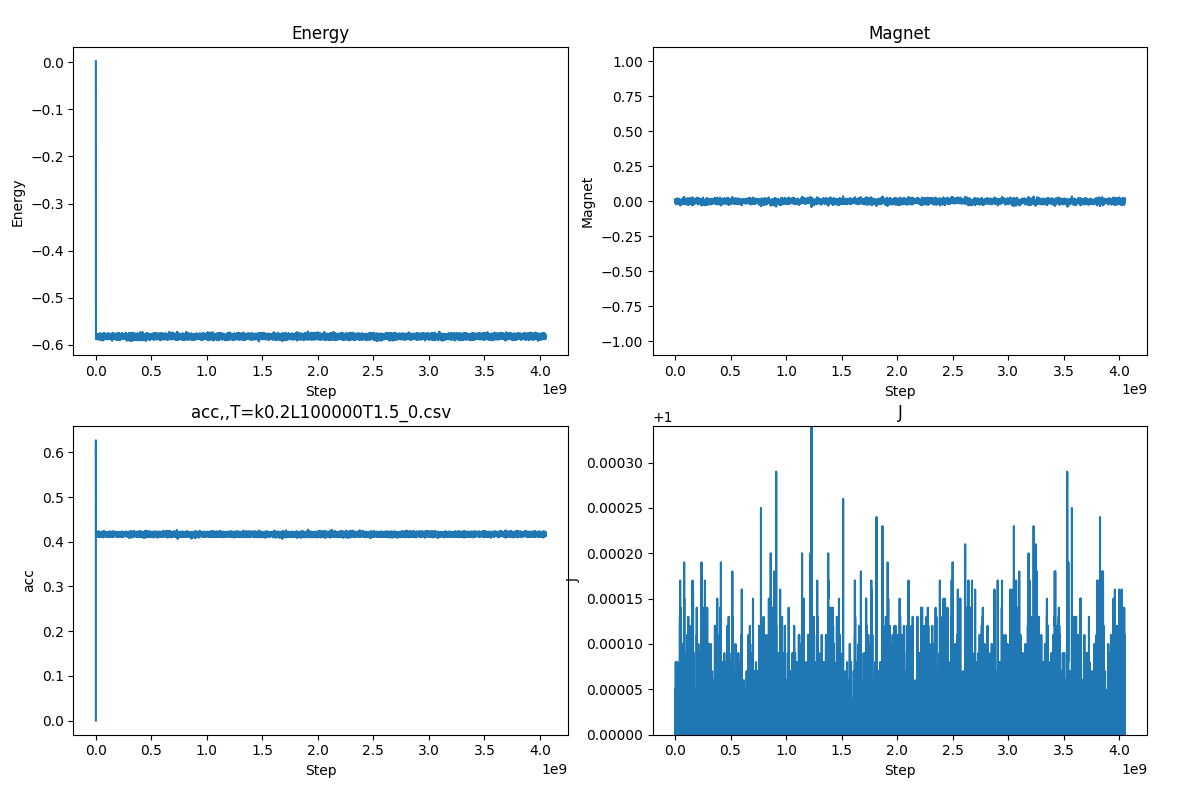 Energy
0.0
−0.1
−0.2
−0.3
−0.4
−0.5
−0.6
Energy
0.0 0.5 1.0 1.5 2.0 2.5 3.0 3.5 4.0
Step
1e9
Magnet
1.00
0.75
0.50
0.25
0.00
−0.25
−0.50
−0.75
−1.00
Magnet
0.0 0.5 1.0 1.5 2.0 2.5 3.0 3.5 4.0
Step
1e9
acc,,T=k0.2L100000T1.5_0.csv
0.6
0.5
0.4
0.3
0.2
0.1
0.0
acc
0.0 0.5 1.0 1.5 2.0 2.5 3.0 3.5 4.0
Step
1e9
J
+1
0.00030
0.00025
0.00020
0.00015
0.00010
0.00005
0.00000
J
0.0 0.5 1.0 1.5 2.0 2.5 3.0 3.5 4.0
Step
1e9